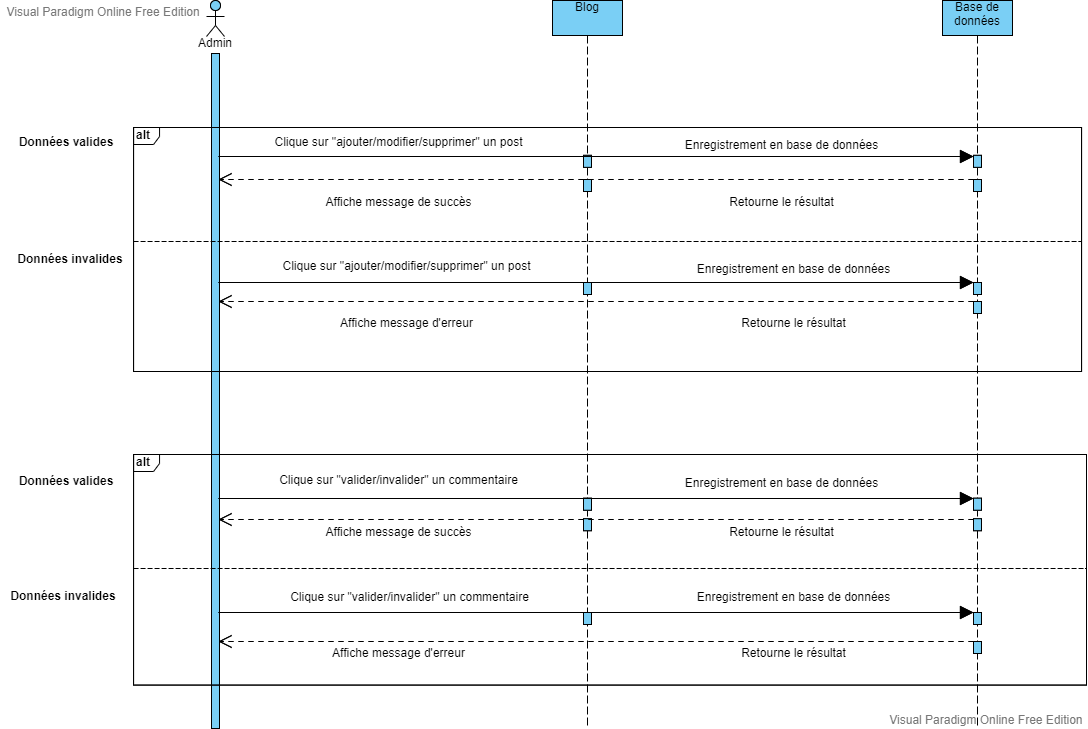 Visual Paradigm Online Free Edition
Admin
Blog
Base de
données
alt
Données valides
Clique sur "ajouter/modifier/supprimer" un post
Enregistrement en base de données
Affiche message de succès
Retourne le résultat
Données invalides
Clique sur "ajouter/modifier/supprimer" un post
Enregistrement en base de données
Affiche message d'erreur
Retourne le résultat
alt
Données valides
Clique sur "valider/invalider" un commentaire
Enregistrement en base de données
Affiche message de succès
Retourne le résultat
Données invalides
Clique sur "valider/invalider" un commentaire
Enregistrement en base de données
Affiche message d'erreur
Retourne le résultat
Visual Paradigm Online Free Edition